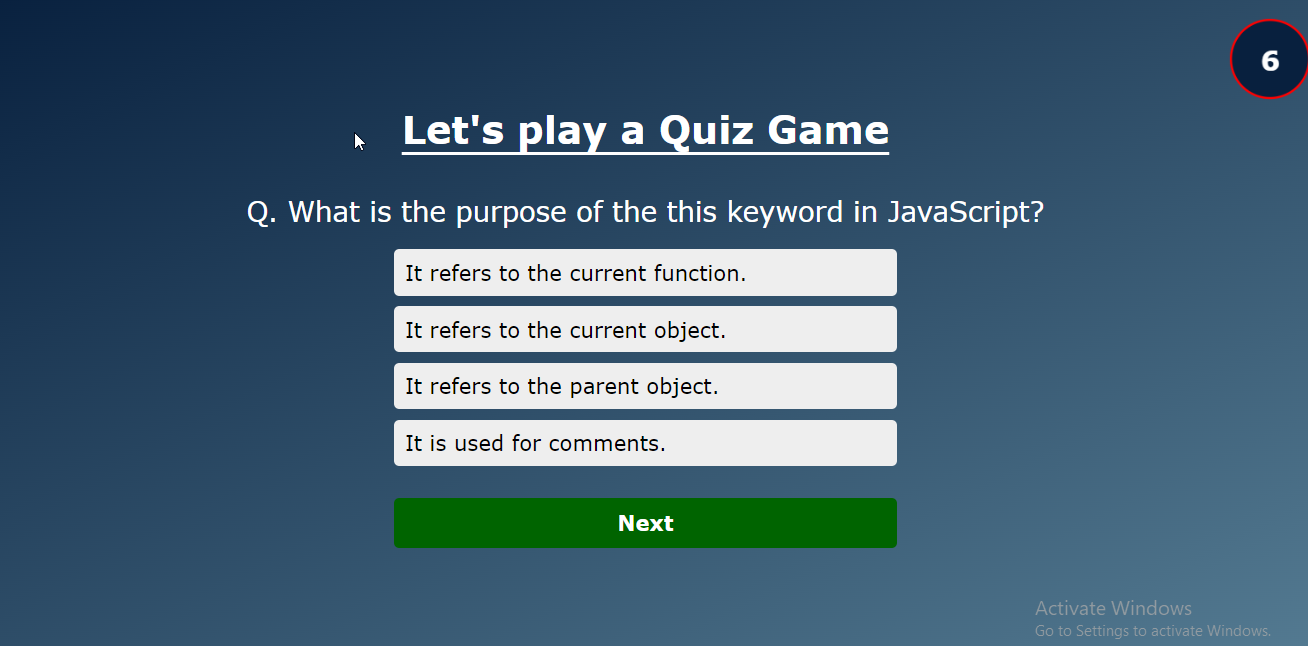 6
Let's play a Quiz Game
Q. What is the purpose of the this keyword in JavaScript?
It refers to the current function.
It refers to the current object.
It refers to the parent object.
It is used for comments.
Next
Activate Windows
Go to Settings to activate Windows.